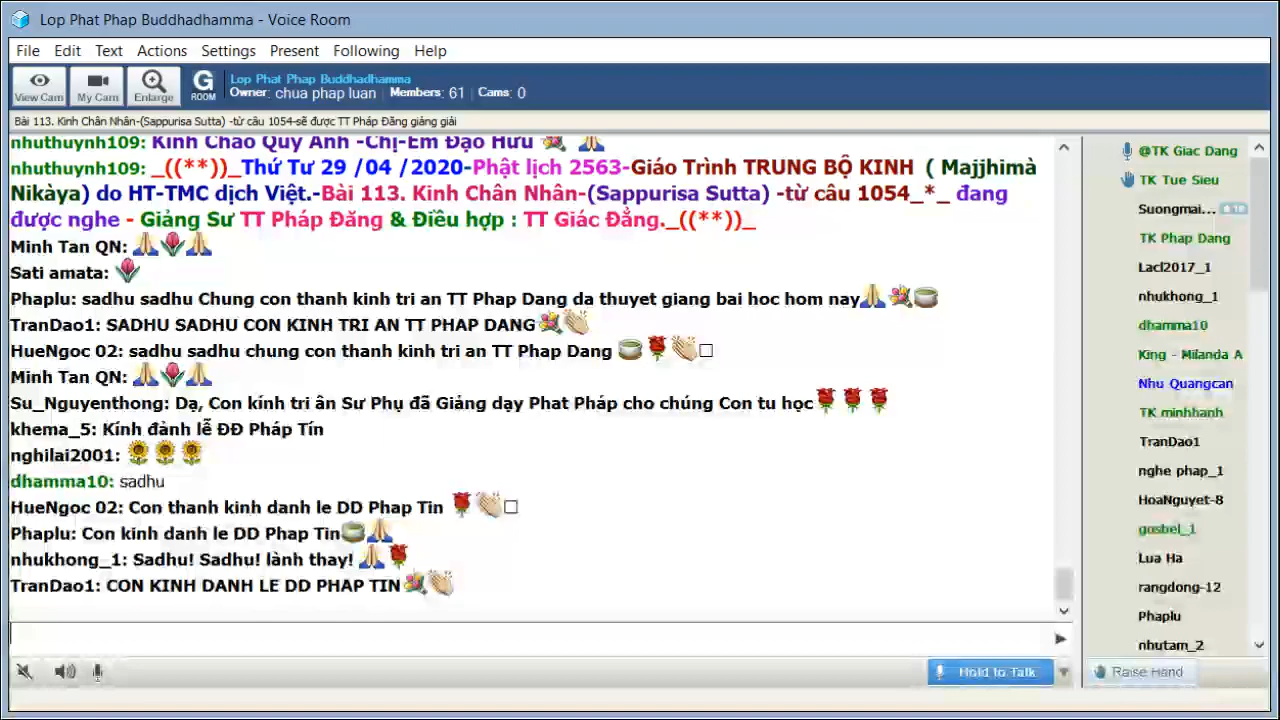 Lop Phat Phap Buddhadhamma - Voice Room
File Edit Text Actions Settings Present Following Help
View Cam My Cam Enlarge G ROOM
Lop Phat Phap Buddhadhamma
Owner: chua phap luan Members: 61 Cams: 0
Bài 113. Kinh Chân Nhân-(Sappurisa Sutta) -từ câu 1054-sẽ được TT Pháp Đăng giảng giải
nhuthuynh109: Kính Chào Quý Anh -Chị-Em Đạo Hữu
nhuthuynh109: _((**))_Thứ Tư 29 /04 /2020-Phật lịch 2563-Giáo Trình TRUNG BỘ KINH ( Majjhimà
Nikàya) do HT-TMC dịch Việt.-Bài 113. Kinh Chân Nhân-(Sappurisa Sutta) -từ câu 1054_*_ đang
được nghe - Giảng Sư TT Pháp Đăng & Điều hợp : TT Giác Đẳng._((**))_
Minh Tan QN:
Sati amata:
Phaplu: sadhu sadhu Chung con thanh kinh tri an TT Phap Dang da thuyet giang bai hoc hom nay
TranDao1: SADHU SADHU CON KINH TRI AN TT PHAP DANG
HueNgoc 02: sadhu sadhu chung con thanh kinh tri an TT Phap Dang
Minh Tan QN:
Su_Nguyenthong: Dạ, Con kính tri ân Sư Phụ đã Giảng dạy Phat Pháp cho chúng Con tu học
khema_5: Kính đảnh lễ ĐĐ Pháp Tín
nghilai2001:
dhamma10: sadhu
HueNgoc 02: Con thanh kinh danh le DD Phap Tin
Phaplu: Con kinh danh le DD Phap Tin
nhukhong_1: Sadhu! Sadhu! lành thay!
TranDao1: CON KINH DANH LE DD PHAP TIN
Hold to Talk
@TK Giac Dang
TK Tue Sieu
Suongmai...
TK Phap Dang
Lacl2017_1
nhukhong_1
dhamma10
King - Milanda A
Nhu Quangcan
TK minhhanh
TranDao1
nghe phap_1
HoaNguyet-8
gosbel_1
Lua Ha
rangdong-12
Phaplu
nhutam_2
Raise Hand